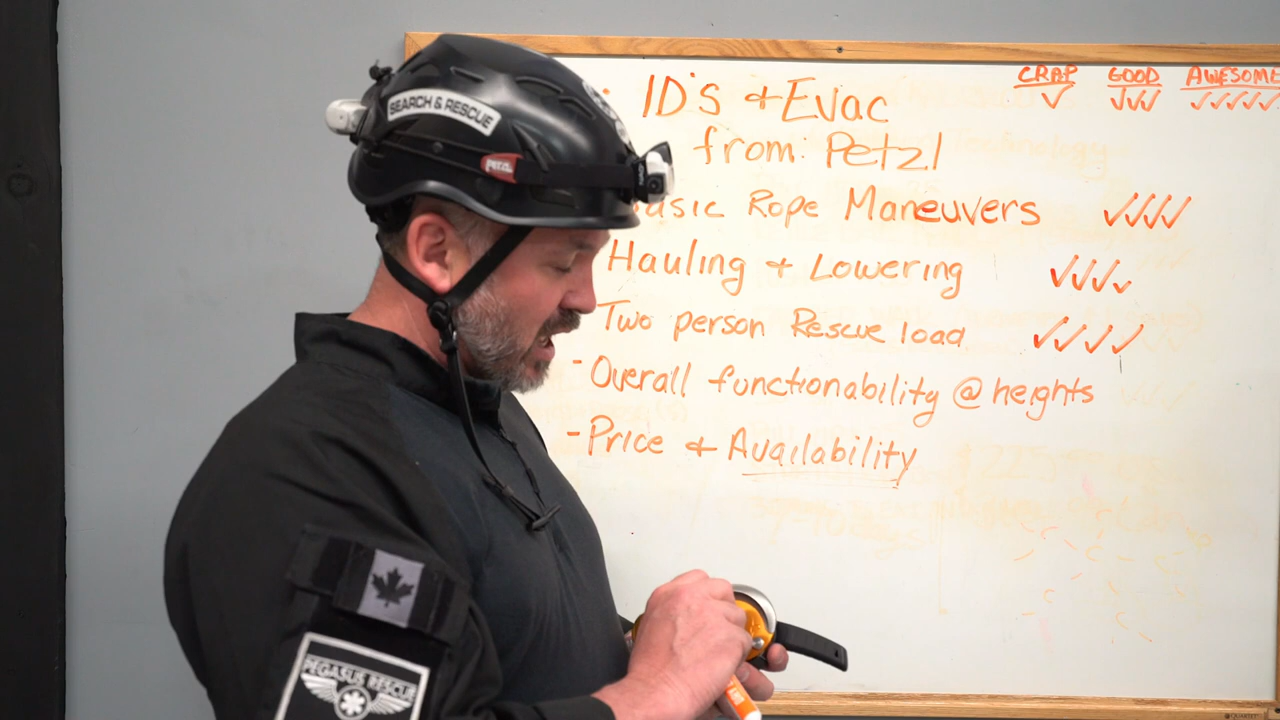 CRAP GOOD AWESOME
✓ ✓✓✓ ✓✓✓✓✓
ID's + Evac
from: Petzl
Basic Rope Maneuvers ✓✓✓✓
Hauling + Lowering ✓✓✓✓
Two person Rescue load ✓✓✓✓
- Overall functionability @ heights
- Price + Availability
SEARCH & RESCUE
PETZL
PEGASUS RESCUE